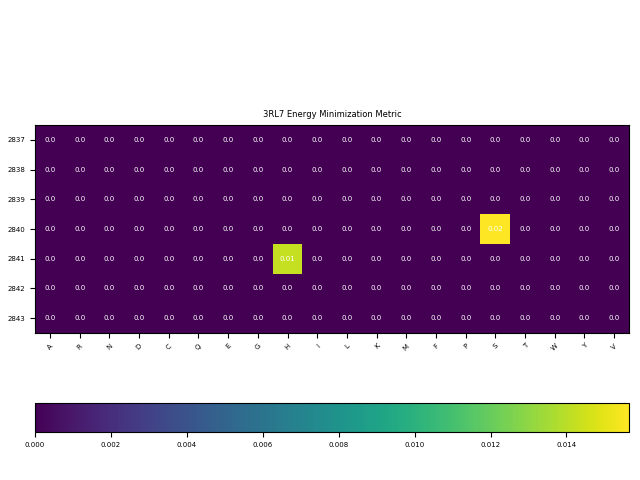 3RL7 Energy Minimization Metric
2837 0.0 0.0 0.0 0.0 0.0 0.0 0.0 0.0 0.0 0.0 0.0 0.0 0.0 0.0 0.0 0.0 0.0 0.0 0.0 0.0
2838 0.0 0.0 0.0 0.0 0.0 0.0 0.0 0.0 0.0 0.0 0.0 0.0 0.0 0.0 0.0 0.0 0.0 0.0 0.0 0.0
2839 0.0 0.0 0.0 0.0 0.0 0.0 0.0 0.0 0.0 0.0 0.0 0.0 0.0 0.0 0.0 0.0 0.0 0.0 0.0 0.0
2840 0.0 0.0 0.0 0.0 0.0 0.0 0.0 0.0 0.0 0.0 0.0 0.0 0.0 0.0 0.0 0.02 0.0 0.0 0.0 0.0
2841 0.0 0.0 0.0 0.0 0.0 0.0 0.0 0.0 0.01 0.0 0.0 0.0 0.0 0.0 0.0 0.0 0.0 0.0 0.0 0.0
2842 0.0 0.0 0.0 0.0 0.0 0.0 0.0 0.0 0.0 0.0 0.0 0.0 0.0 0.0 0.0 0.0 0.0 0.0 0.0 0.0
2843 0.0 0.0 0.0 0.0 0.0 0.0 0.0 0.0 0.0 0.0 0.0 0.0 0.0 0.0 0.0 0.0 0.0 0.0 0.0 0.0
A R N D C Q E G H I L K M F P S T W Y V
0.000 0.002 0.004 0.006 0.008 0.010 0.012 0.014